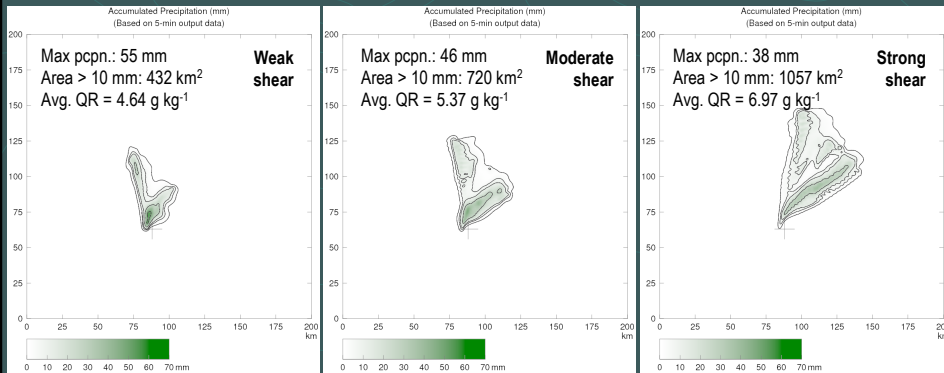 Accumulated Precipitation (mm)
(Based on 5-min output data)
Max pcpn.: 55 mm
Area > 10 mm: 432 km²
Avg. QR = 4.64 g kg⁻¹
Weak
shear
200
175
150
125
100
75
50
25
0
0 25 50 75 100 125 150 175 200
km
0 10 20 30 40 50 60 70 mm
Accumulated Precipitation (mm)
(Based on 5-min output data)
Max pcpn.: 46 mm
Area > 10 mm: 720 km²
Avg. QR = 5.37 g kg⁻¹
Moderate
shear
200
175
150
125
100
75
50
25
0
0 25 50 75 100 125 150 175 200
km
0 10 20 30 40 50 60 70 mm
Accumulated Precipitation (mm)
(Based on 5-min output data)
Max pcpn.: 38 mm
Area > 10 mm: 1057 km²
Avg. QR = 6.97 g kg⁻¹
Strong
shear
200
175
150
125
100
75
50
25
0
0 25 50 75 100 125 150 175 200
km
0 10 20 30 40 50 60 70 mm